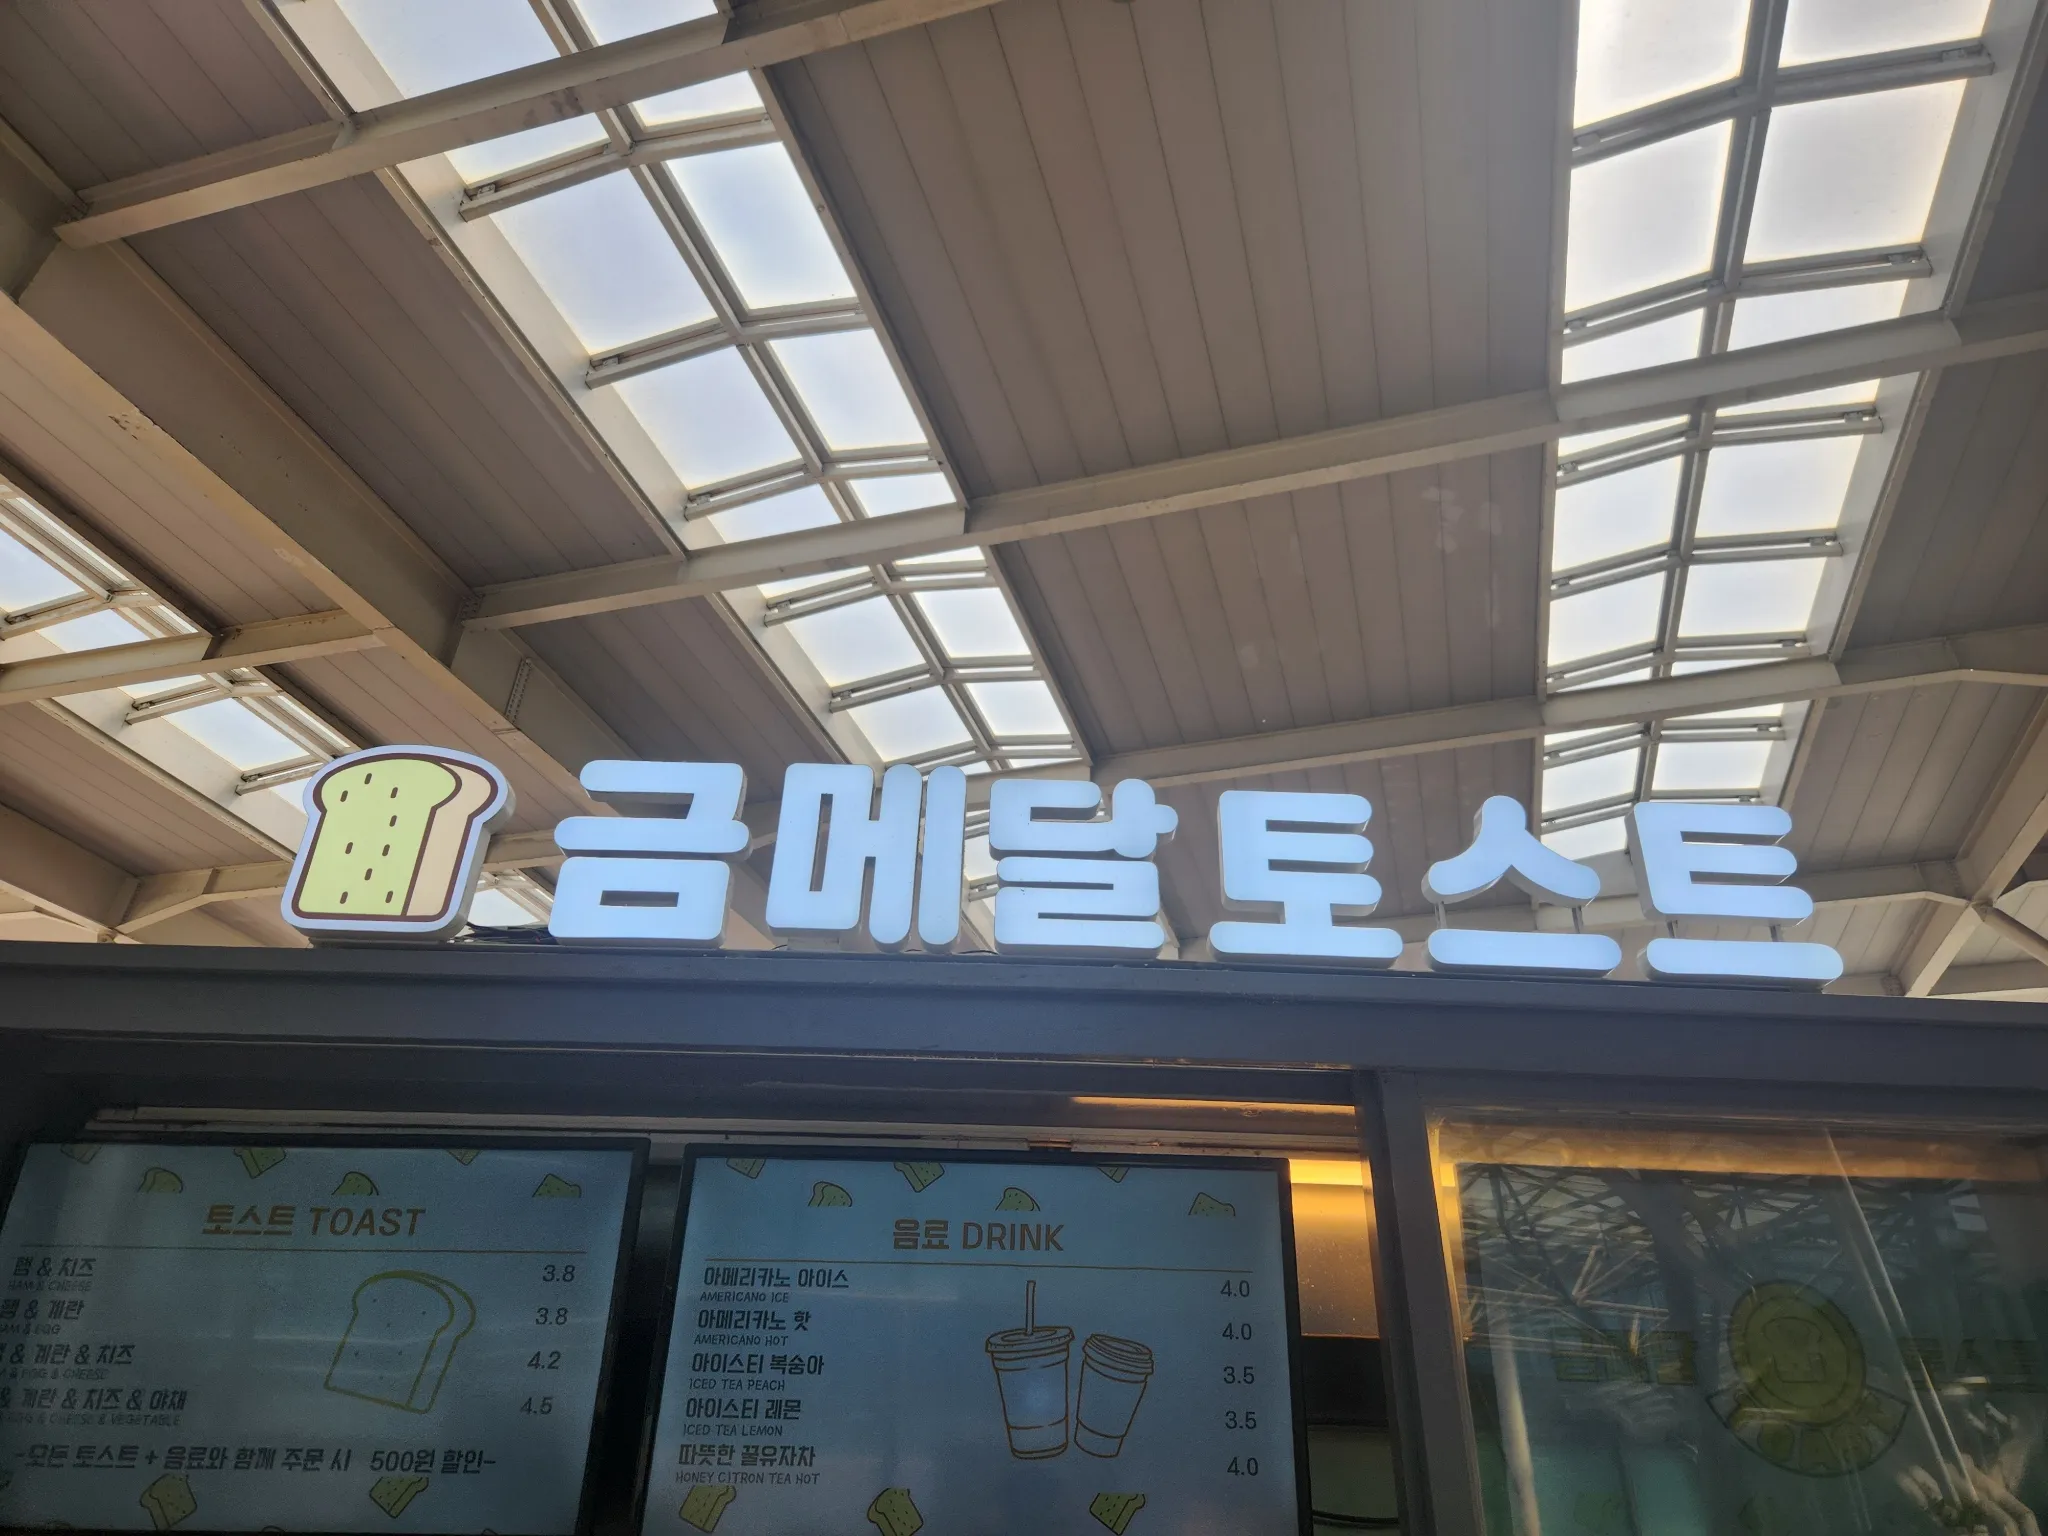 금메달토스트
토스트 TOAST
햄 & 치즈 3.8
HAM & CHEESE
햄 & 계란 3.8
HAM & EGG
& 계란 & 치즈 4.2
& EGG & CHEESE
& 계란 & 치즈 & 야채 4.5
& CHEESE & VEGETABLE
-모든 토스트 + 음료와 함께 주문 시 500원 할인-
음료 DRINK
아메리카노 아이스 4.0
AMERICANO ICE
아메리카노 핫 4.0
AMERICANO HOT
아이스티 복숭아 3.5
ICED TEA PEACH
아이스티 레몬 3.5
ICED TEA LEMON
따뜻한 꿀유자차 4.0
HONEY CITRON TEA HOT